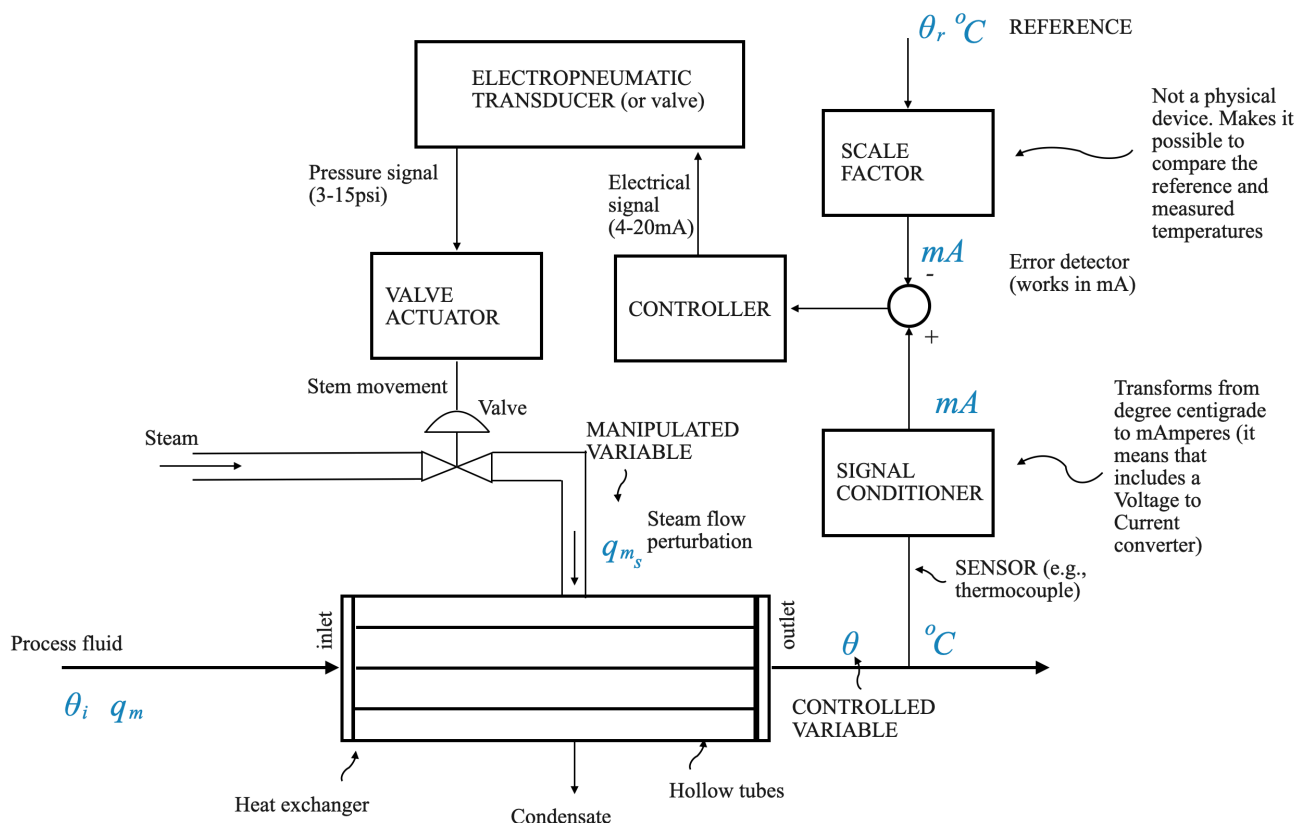 θr °C REFERENCE
ELECTROPNEUMATIC
TRANSDUCER (or valve)
Not a physical
device. Makes it
possible to
compare the
reference and
measured
temperatures
SCALE
FACTOR
Pressure signal
(3-15psi)
Electrical
signal
(4-20mA)
mA
-
Error detector
(works in mA)
VALVE
ACTUATOR
CONTROLLER
+
Stem movement
Valve
mA
Transforms from
degree centigrade
to mAmperes (it
means that
includes a
Voltage to
Current
converter)
Steam
MANIPULATED
VARIABLE
SIGNAL
CONDITIONER
qms
Steam flow
perturbation
SENSOR (e.g.,
thermocouple)
inlet
outlet
Process fluid
θ
°C
θi qm
CONTROLLED
VARIABLE
Heat exchanger
Hollow tubes
Condensate